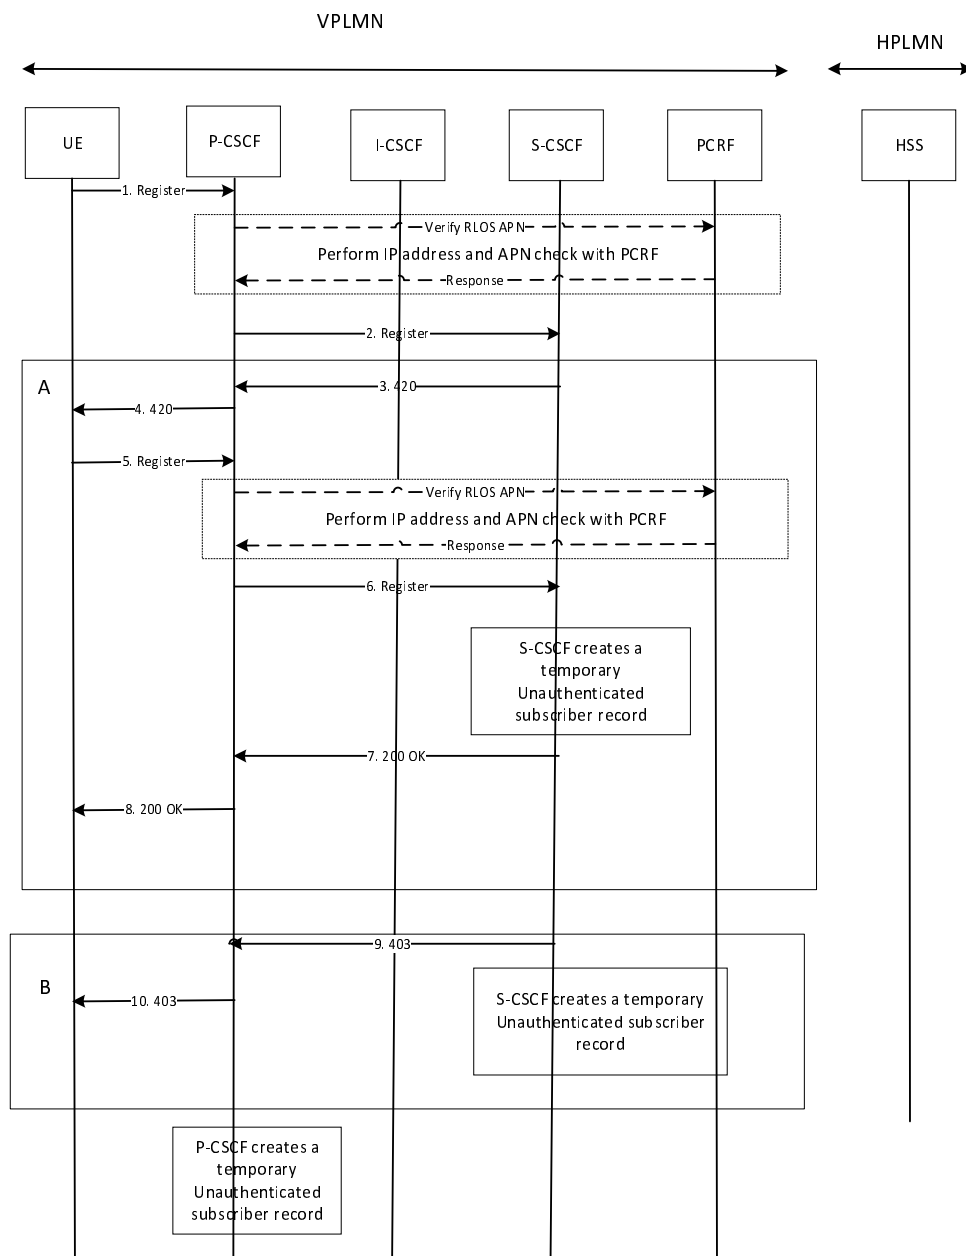 VPLMN
HPLMN
UE
P-CSCF
I-CSCF
S-CSCF
PCRF
HSS
1. Register
Verify RLOS APN
Perform IP address and APN check with PCRF
Response
2. Register
A
3. 420
4. 420
5. Register
Verify RLOS APN
Perform IP address and APN check with PCRF
Response
6. Register
S-CSCF creates a
temporary
Unauthenticated
subscriber record
7. 200 OK
8. 200 OK
9. 403
B
10. 403
S-CSCF creates a temporary
Unauthenticated subscriber
record
P-CSCF creates a
temporary
Unauthenticated
subscriber record